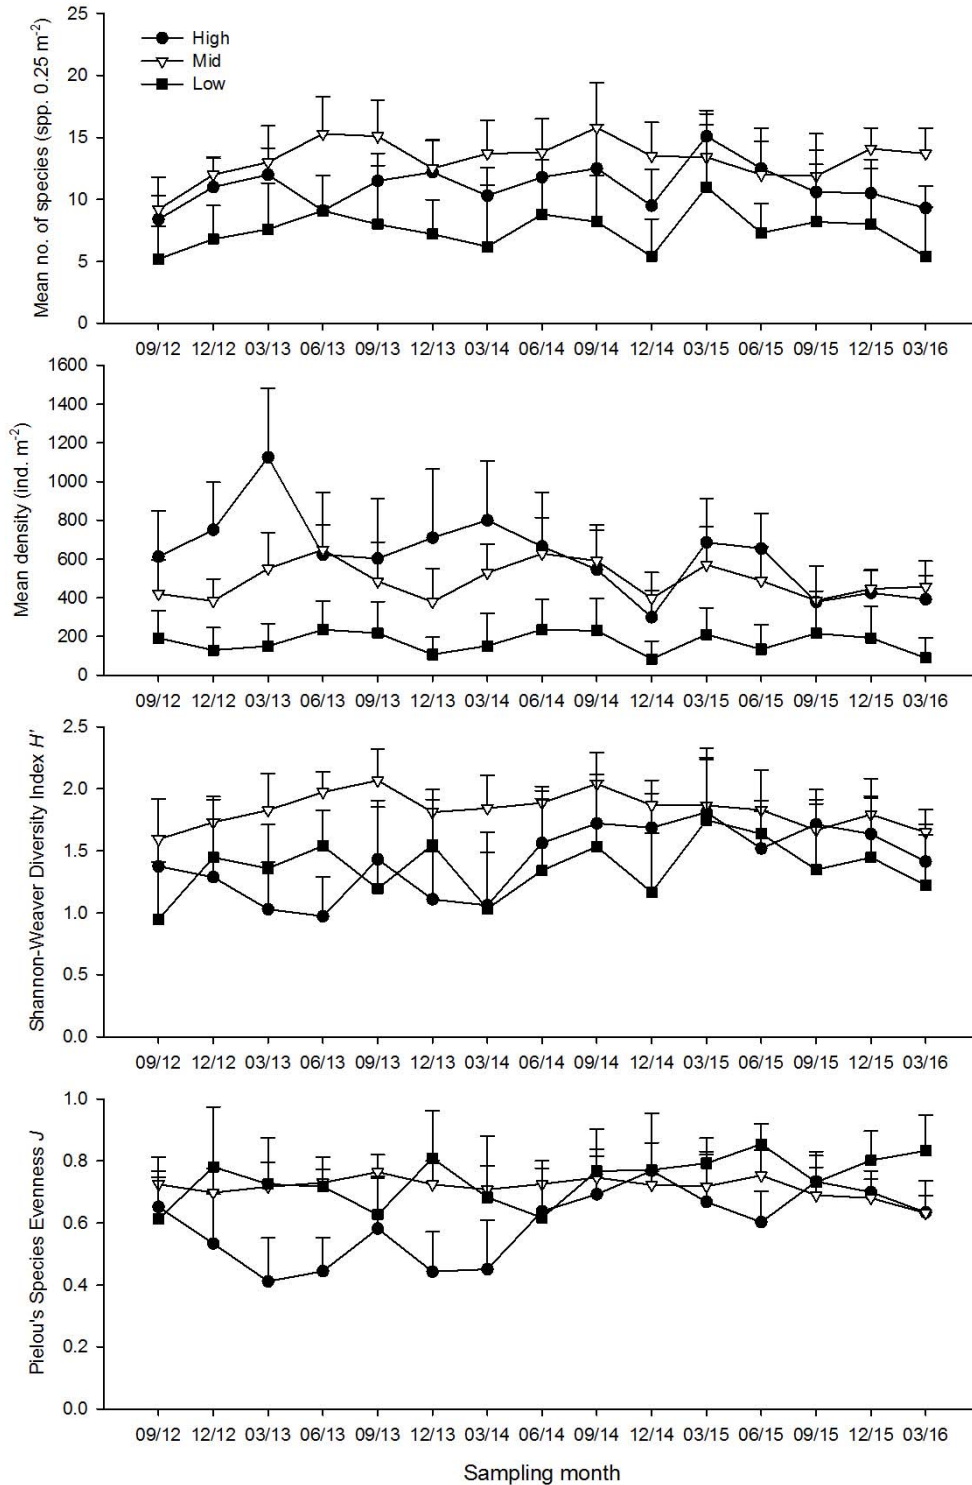 Mean no. of species (spp. 0.25 m-2)
25
20
15
10
5
0
High
Mid
Low
09/12 12/12 03/13 06/13 09/13 12/13 03/14 06/14 09/14 12/14 03/15 06/15 09/15 12/15 03/16
Mean density (ind. m-2)
1600
1400
1200
1000
800
600
400
200
0
09/12 12/12 03/13 06/13 09/13 12/13 03/14 06/14 09/14 12/14 03/15 06/15 09/15 12/15 03/16
Shannon-Weaver Diversity Index H'
2.5
2.0
1.5
1.0
0.5
0.0
09/12 12/12 03/13 06/13 09/13 12/13 03/14 06/14 09/14 12/14 03/15 06/15 09/15 12/15 03/16
Pielou's Species Evenness J
1.0
0.8
0.6
0.4
0.2
0.0
09/12 12/12 03/13 06/13 09/13 12/13 03/14 06/14 09/14 12/14 03/15 06/15 09/15 12/15 03/16
Sampling month